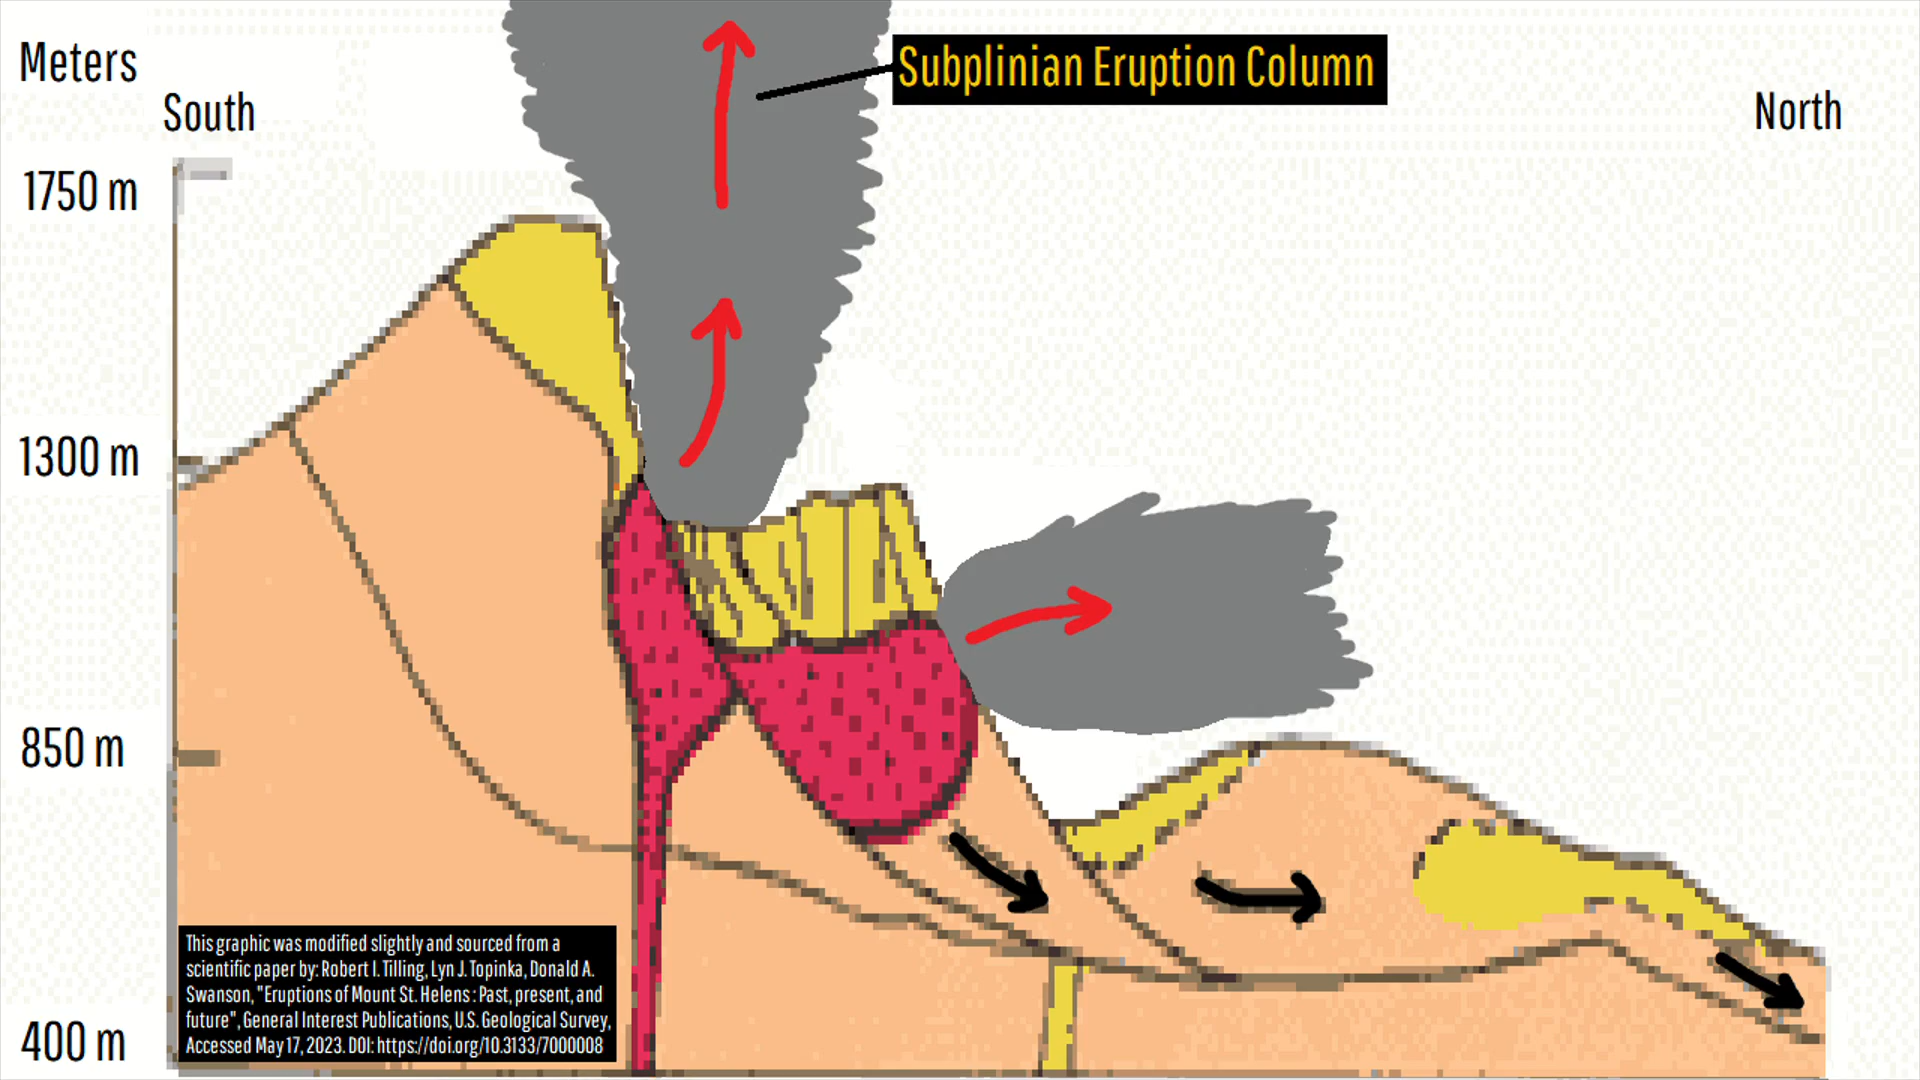 Meters
South
Subplinian Eruption Column
North
1750 m
1300 m
850 m
400 m
This graphic was modified slightly and sourced from a
scientific paper by: Robert I. Tilling, Lyn J. Topinka, Donald A.
Swanson, "Eruptions of Mount St. Helens : Past, present, and
future", General Interest Publications, U.S. Geological Survey,
Accessed May 17, 2023. DOI: https://doi.org/10.3133/7000008